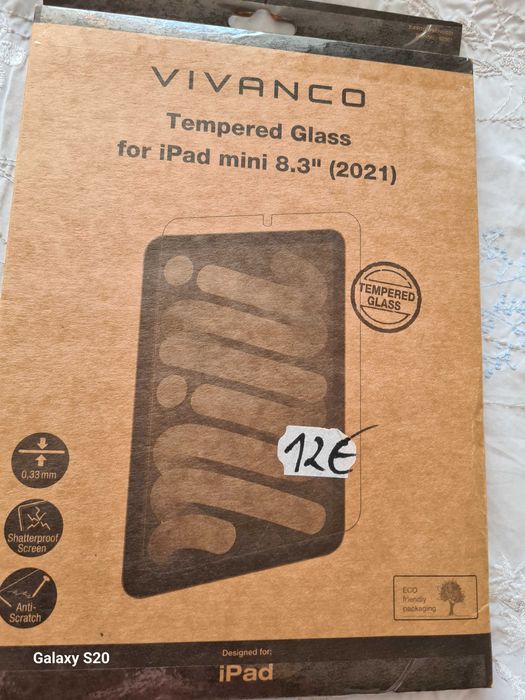 VIVANCO
Tempered Glass
for iPad mini 8.3" (2021)
TEMPERED
GLASS
12€
0,33mm
Shatterproof
Screen
Anti-
Scratch
ECO
friendly
packaging
Galaxy S20
Designed for:
iPad